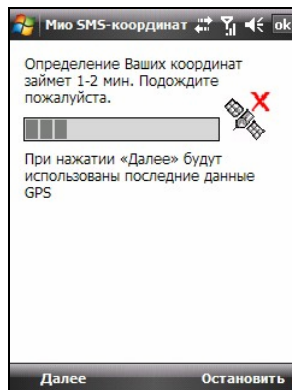 Мио SMS-координат ok
Определение Ваших координат
займет 1-2 мин. Подождите
пожалуйста.
При нажатии «Далее» будут
использованы последние данные
GPS
Далее Остановить